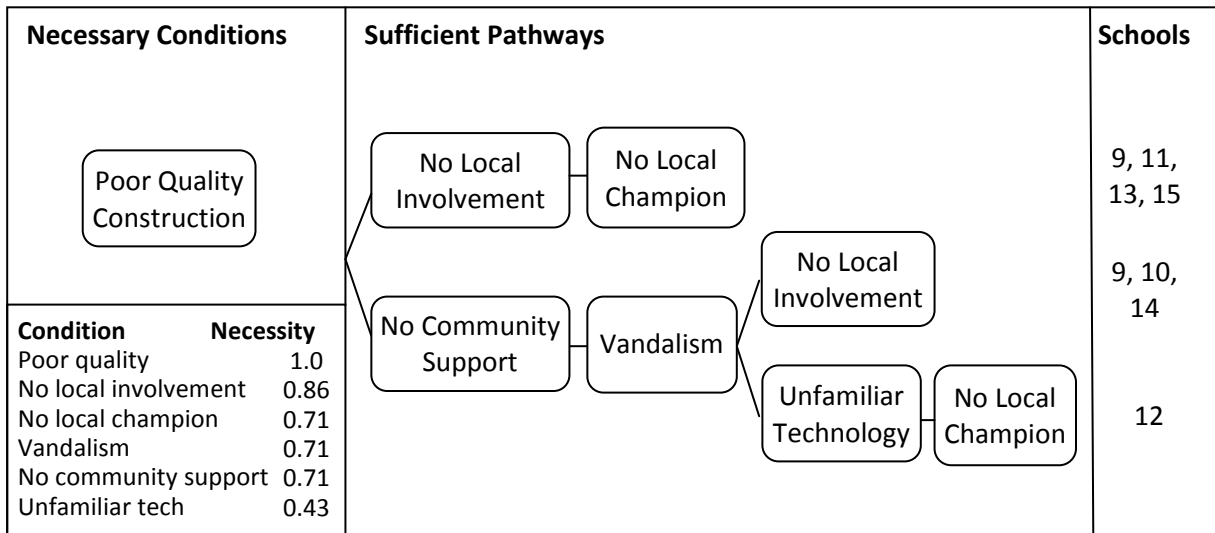 Necessary Conditions
Sufficient Pathways
Schools
Poor Quality
Construction
No Local
Involvement
No Local
Champion
9, 11,
13, 15
No Community
Support
Vandalism
No Local
Involvement
9, 10,
14
Unfamiliar
Technology
No Local
Champion
12
Condition Necessity
Poor quality 1.0
No local involvement 0.86
No local champion 0.71
Vandalism 0.71
No community support 0.71
Unfamiliar tech 0.43